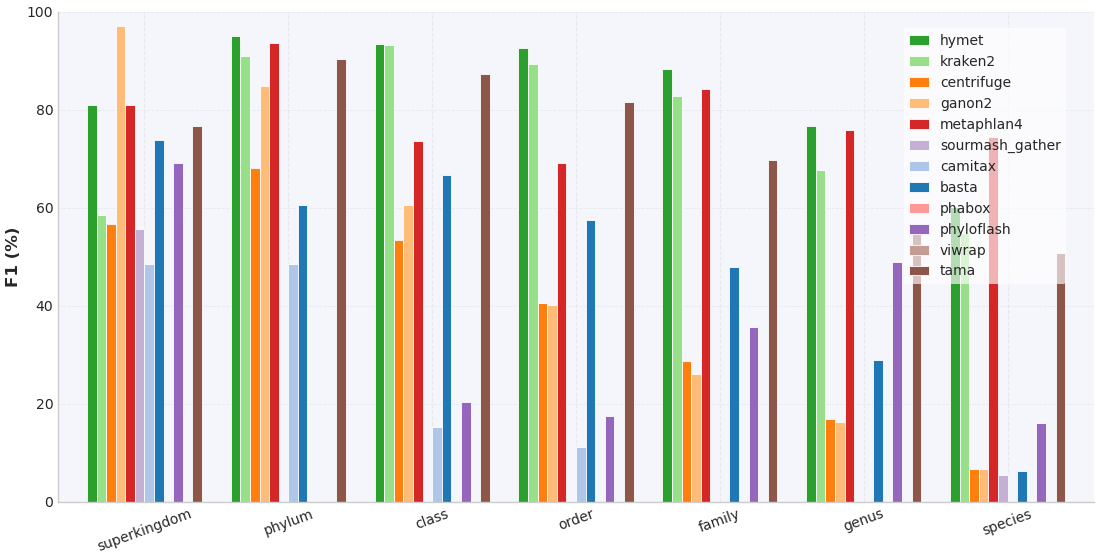 100
80
60
40
20
0
F1 (%)
superkingdom
phylum
class
order
family
genus
species
hymet
kraken2
centrifuge
ganon2
metaphlan4
sourmash_gather
camitax
basta
phabox
phyloflash
viwrap
tama